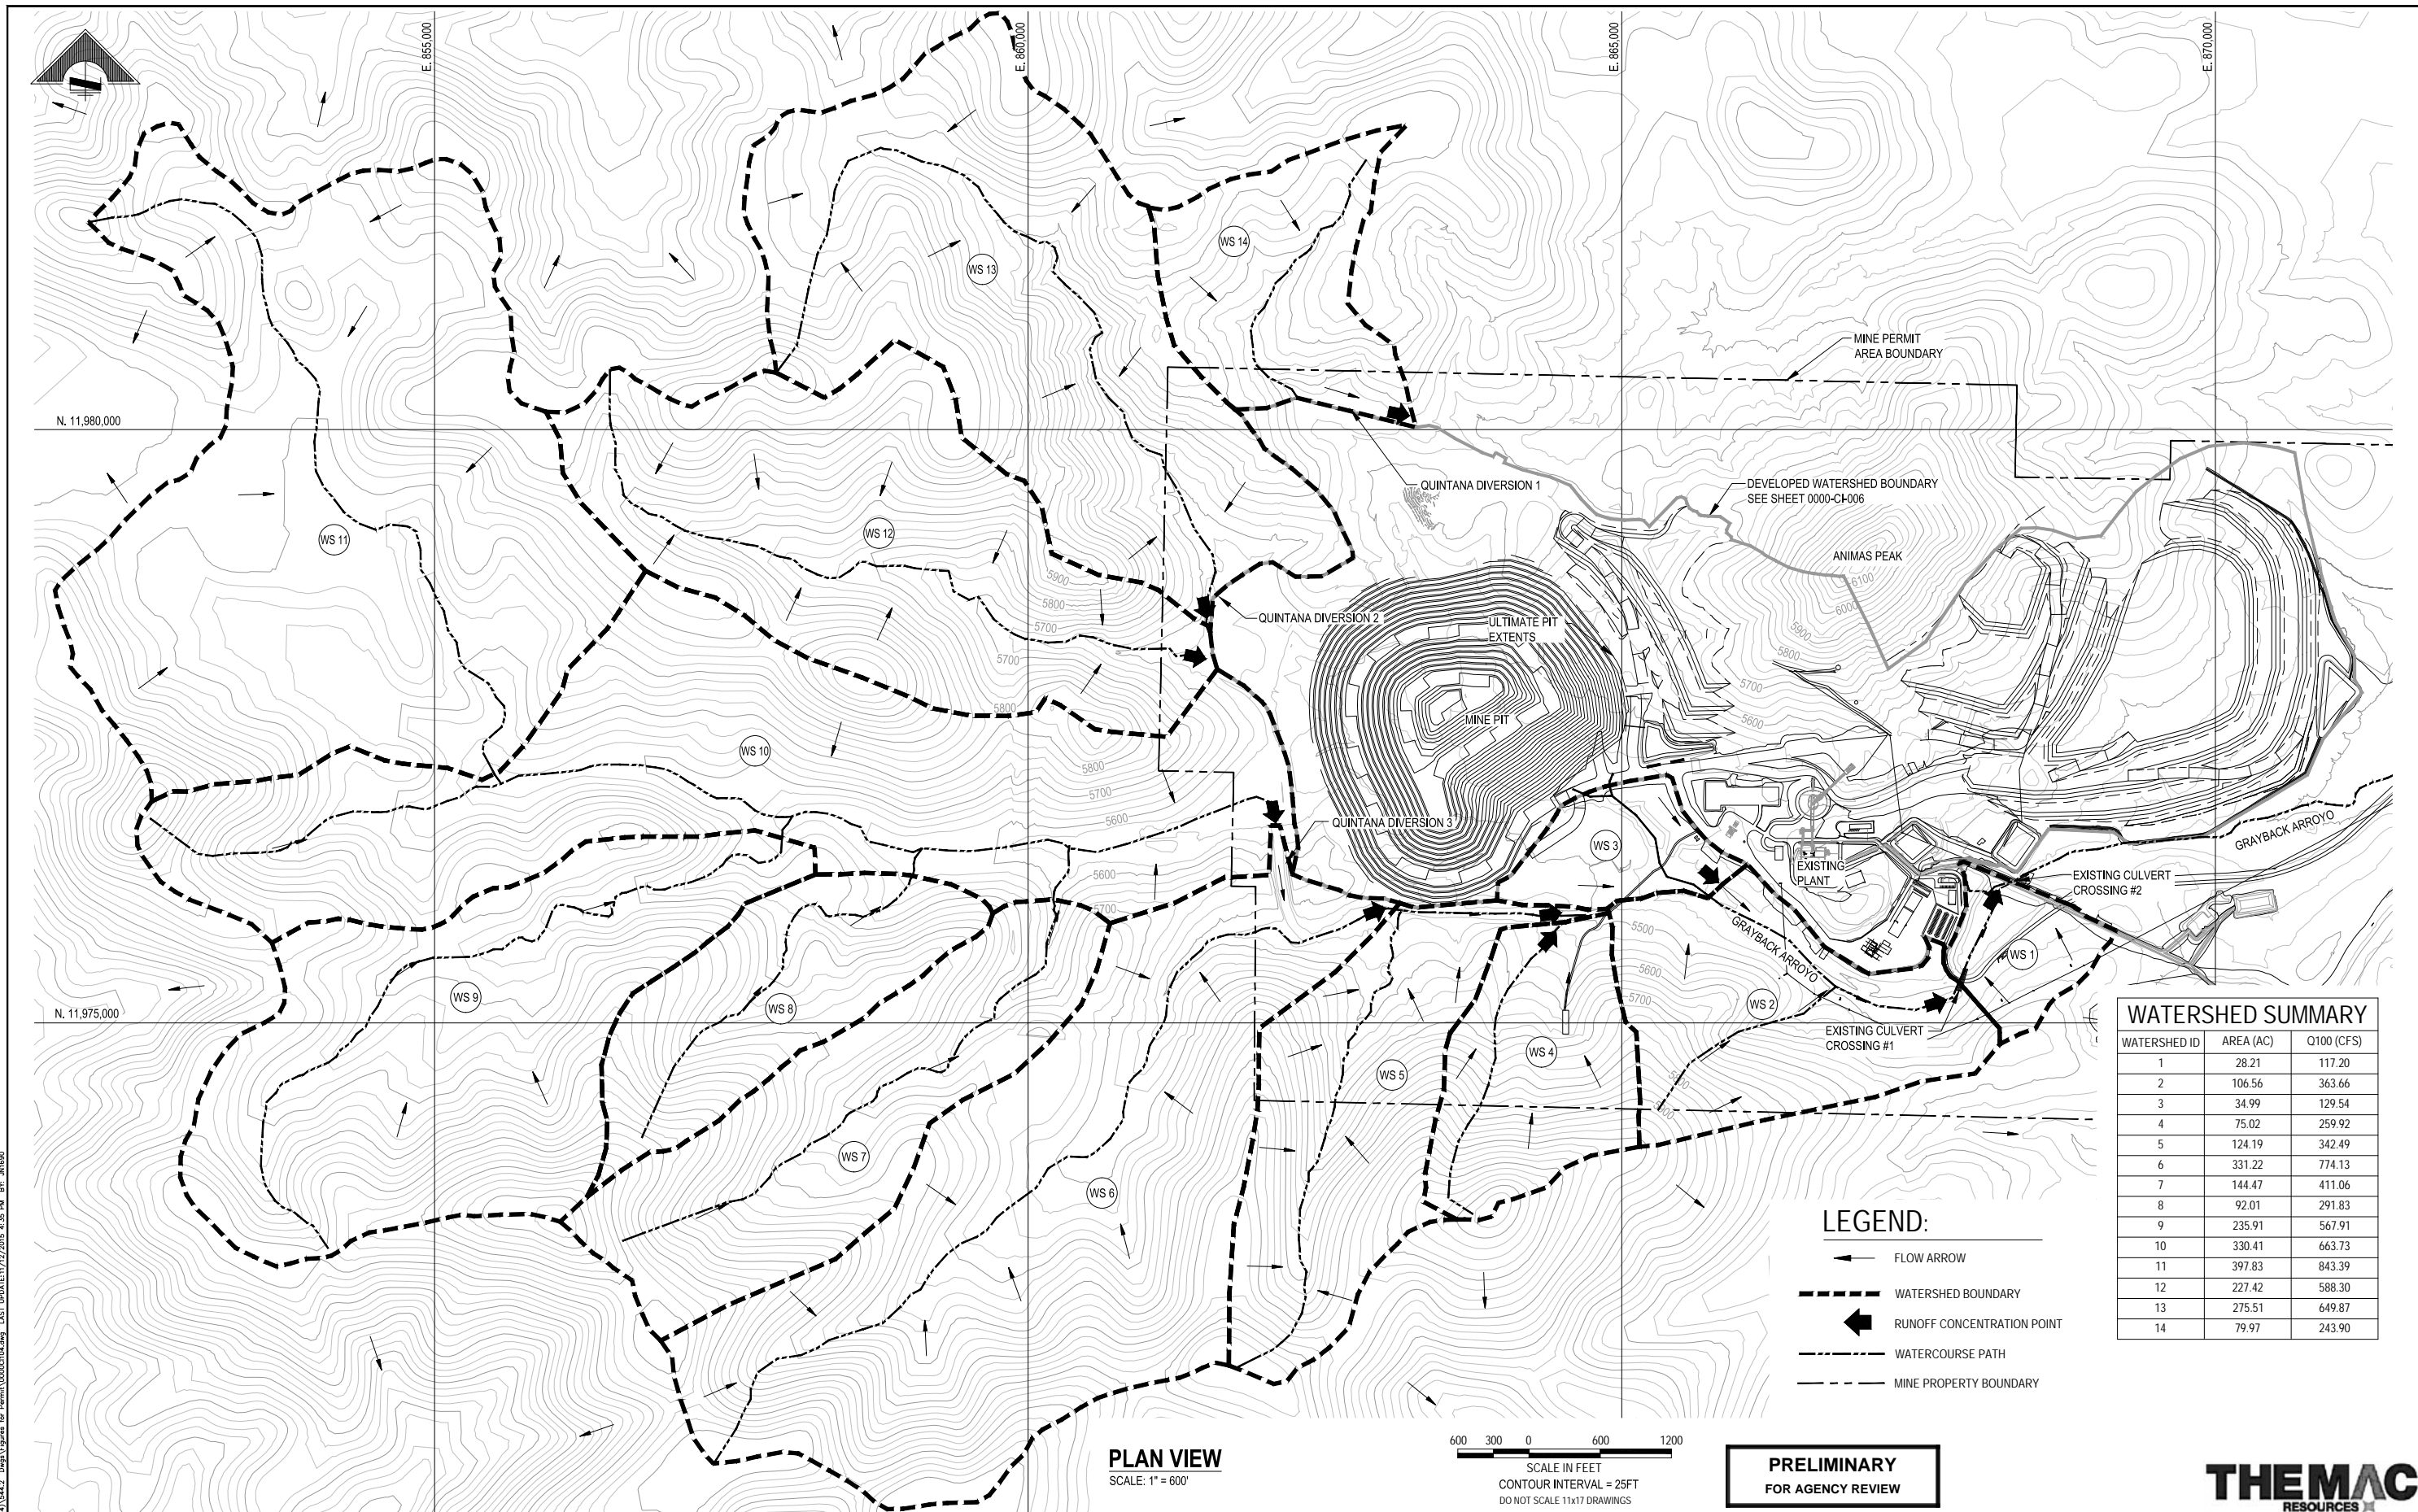 E. 855,000
E. 860,000
E. 865,000
E. 870,000
WS 14
WS 13
MINE PERMIT
AREA BOUNDARY
N. 11,980,000
QUINTANA DIVERSION 1
DEVELOPED WATERSHED BOUNDARY
SEE SHEET 0000-CI-006
WS 11
WS 12
ANIMAS PEAK
5900
6100
5800
6000
QUINTANA DIVERSION 2
ULTIMATE PIT
EXTENTS
5700
5900
5700
5800
5700
5800
MINE PIT
5600
WS 10
5800
5700
5600
QUINTANA DIVERSION 3
GRAYBACK ARROYO
WS 3
5600
EXISTING
PLANT
EXISTING CULVERT
CROSSING #2
5700
GRAYBACK ARROYO
5500
WS 1
5600
WS 9
WS 8
5700
WS 2
N. 11,975,000
EXISTING CULVERT
CROSSING #1
WS 4
WS 5
WS 7
WS 6
WATERSHED SUMMARY
WATERSHED ID AREA (AC) Q100 (CFS)
1 28.21 117.20
2 106.56 363.66
3 34.99 129.54
4 75.02 259.92
5 124.19 342.49
6 331.22 774.13
7 144.47 411.06
8 92.01 291.83
9 235.91 567.91
10 330.41 663.73
11 397.83 843.39
12 227.42 588.30
13 275.51 649.87
14 79.97 243.90
LEGEND:
FLOW ARROW
WATERSHED BOUNDARY
RUNOFF CONCENTRATION POINT
WATERCOURSE PATH
MINE PROPERTY BOUNDARY
PLAN VIEW
SCALE: 1" = 600'
600 300 0 600 1200
SCALE IN FEET
CONTOUR INTERVAL = 25FT
DO NOT SCALE 11x17 DRAWINGS
PRELIMINARY
FOR AGENCY REVIEW
THEMAC
RESOURCES